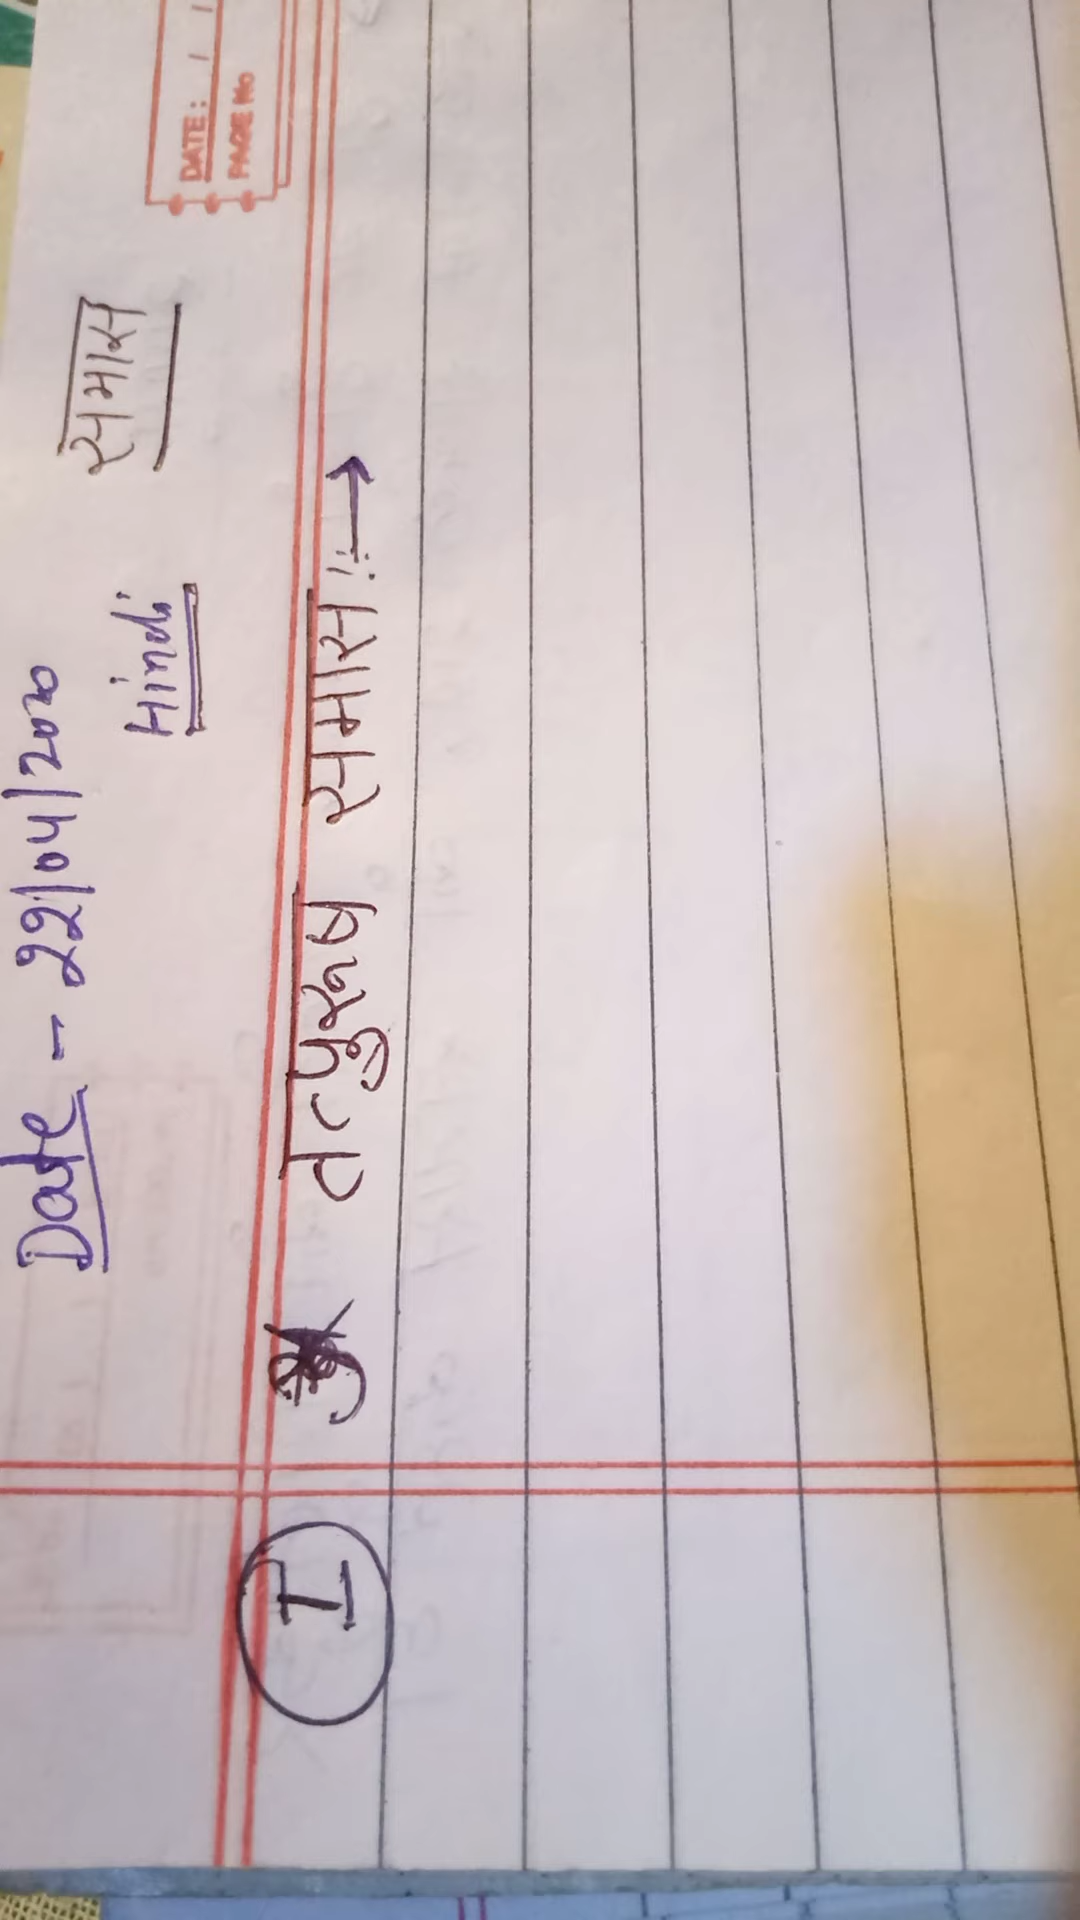 Date - 22/04/2020
DATE: / /
PAGE No
Hindi समास
I तत्पुरूष समास !:→